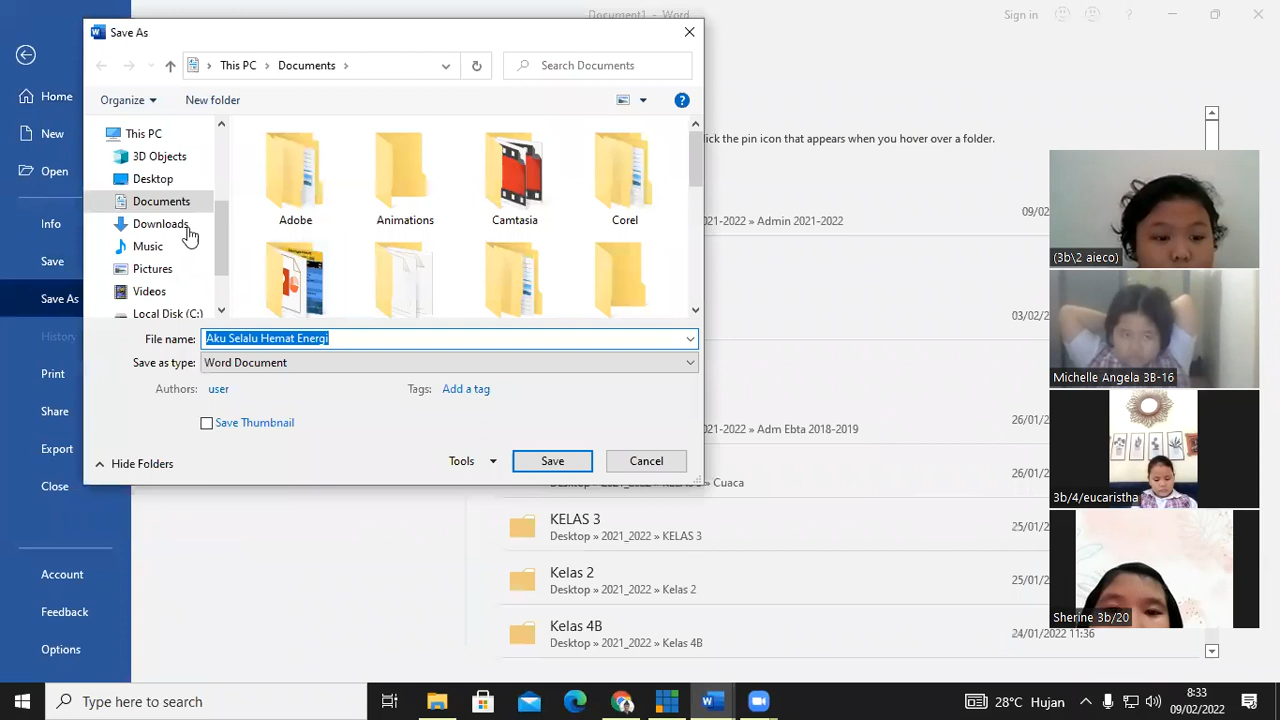 Document1 - Word
Sign in
?
Save As
This PC
Documents
Search Documents
Organize
New folder
?
This PC
3D Objects
Desktop
Documents
Downloads
Music
Pictures
Videos
Local Disk (C:)
Adobe
Animations
Camtasia
Corel
File name:
Aku Selalu Hemat Energi
Save as type:
Word Document
Authors:
user
Tags:
Add a tag
Save Thumbnail
Hide Folders
Tools
Save
Cancel
Home
New
Open
Info
Save
Save As
History
Print
Share
Export
Close
Account
Feedback
Options
lick the pin icon that appears when you hover over a folder.
09/02
021-2022 » Admin 2021-2022
03/02
26/01/2
021-2022 » Adm Ebta 2018-2019
26/01/2
» Cuaca
KELAS 3
25/01/2
Desktop » 2021_2022 » KELAS 3
Kelas 2
25/01/2
Desktop » 2021_2022 » Kelas 2
Kelas 4B
24/01/2022 11:36
Desktop » 2021_2022 » Kelas 4B
(3b\2 aieco)
Michelle Angela 3B-16
3b/4/eucaristha
Sherine 3b/20
Type here to search
28°C Hujan
8:33
09/02/2022